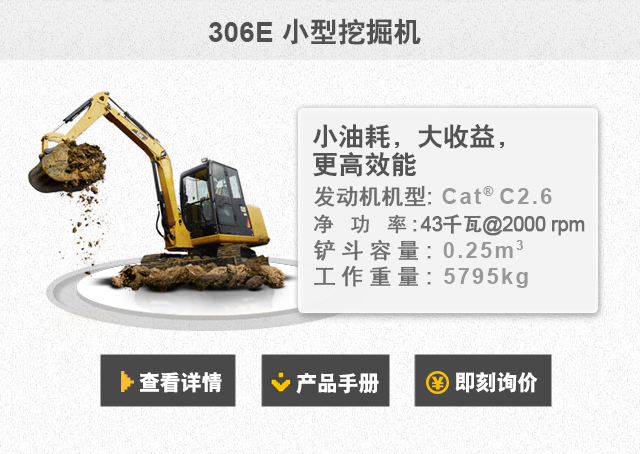 306E 小型挖掘机
小油耗，大收益，
更高效能
发动机机型: Cat® C2.6
净 功 率:43千瓦@2000 rpm
铲斗容量: 0.25m³
工作重量: 5795kg
查看详情
产品手册
即刻询价